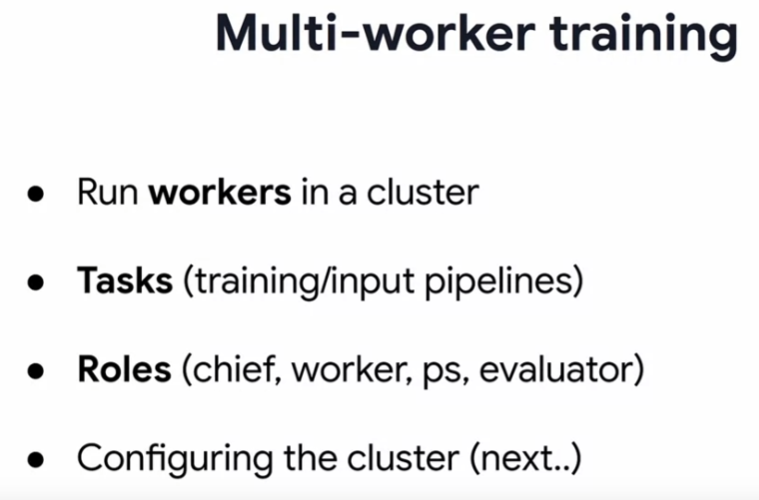 Multi-worker training
● Run workers in a cluster
● Tasks (training/input pipelines)
● Roles (chief, worker, ps, evaluator)
● Configuring the cluster (next..)